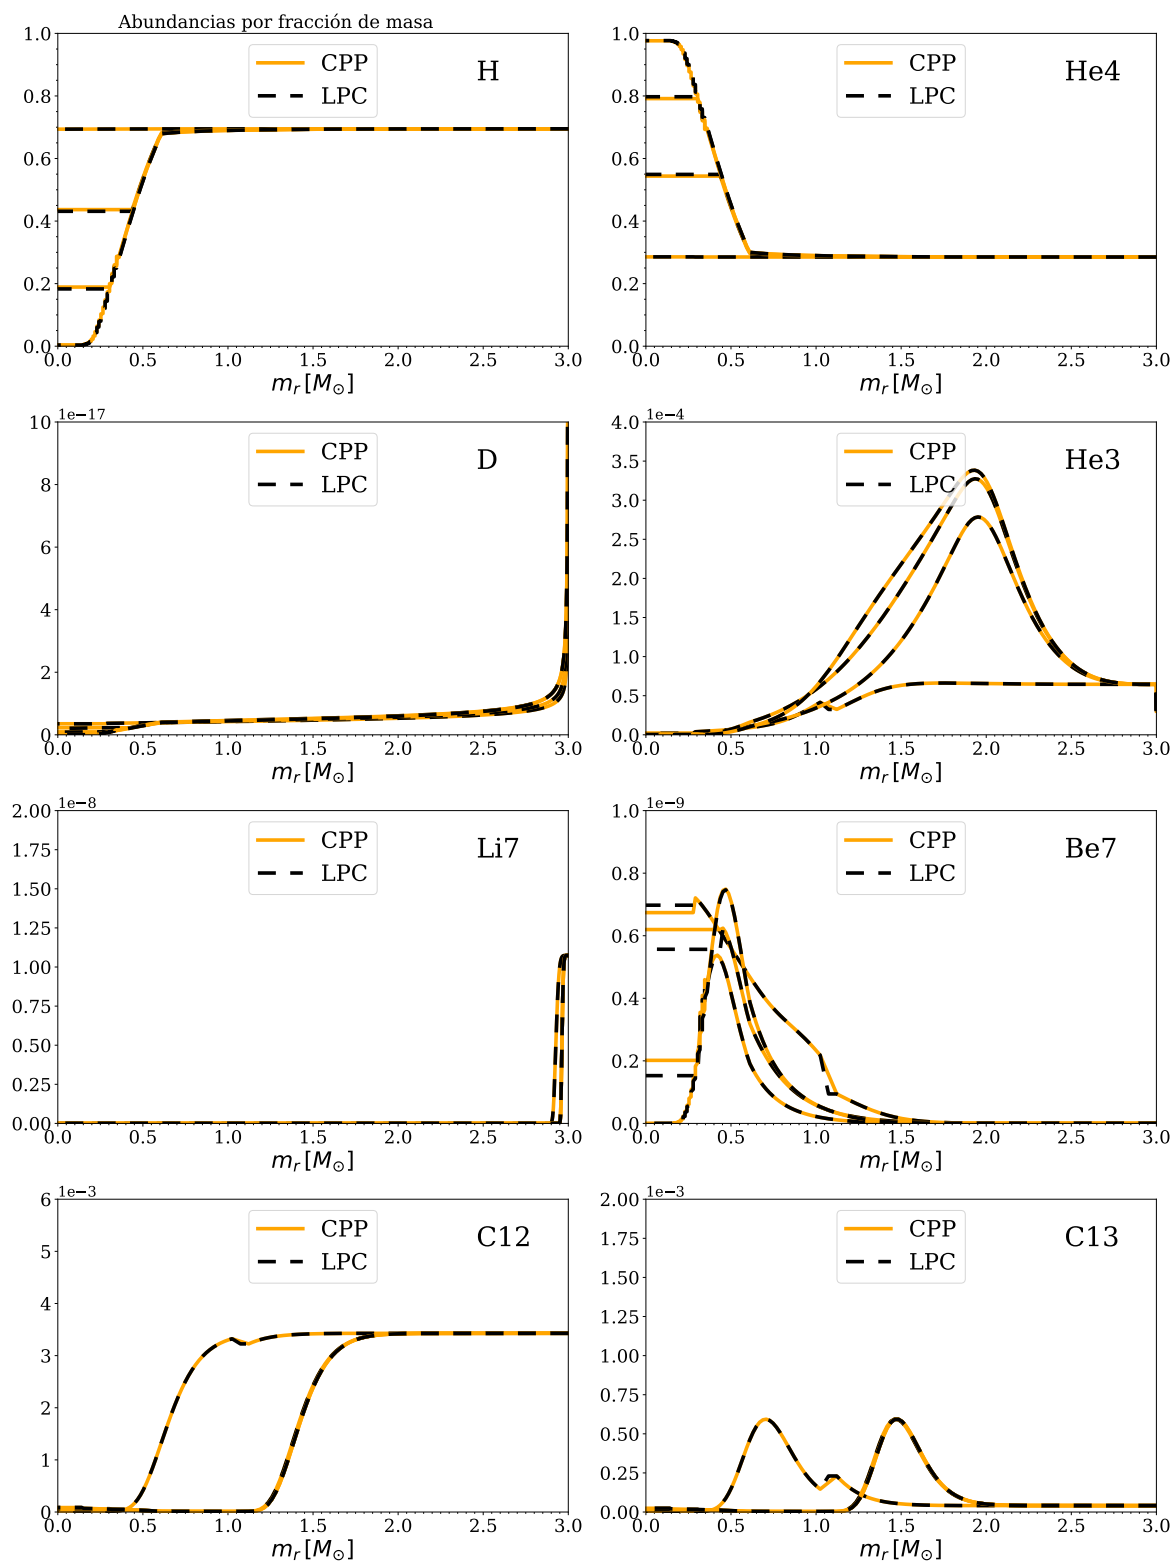 Abundancias por fracción de masa
1.0
0.8
0.6
0.4
0.2
0.0
CPP
LPC
H
0.0 0.5 1.0 1.5 2.0 2.5 3.0
m_r [M_⊙]
1.0
0.8
0.6
0.4
0.2
0.0
CPP
LPC
He4
0.0 0.5 1.0 1.5 2.0 2.5 3.0
m_r [M_⊙]
1e−17
10
8
6
4
2
0
CPP
LPC
D
0.0 0.5 1.0 1.5 2.0 2.5 3.0
m_r [M_⊙]
1e−4
4.0
3.5
3.0
2.5
2.0
1.5
1.0
0.5
0.0
CPP
LPC
He3
0.0 0.5 1.0 1.5 2.0 2.5 3.0
m_r [M_⊙]
1e−8
2.00
1.75
1.50
1.25
1.00
0.75
0.50
0.25
0.00
CPP
LPC
Li7
0.0 0.5 1.0 1.5 2.0 2.5 3.0
m_r [M_⊙]
1e−9
1.0
0.8
0.6
0.4
0.2
0.0
CPP
LPC
Be7
0.0 0.5 1.0 1.5 2.0 2.5 3.0
m_r [M_⊙]
1e−3
6
5
4
3
2
1
0
CPP
LPC
C12
0.0 0.5 1.0 1.5 2.0 2.5 3.0
m_r [M_⊙]
1e−3
2.00
1.75
1.50
1.25
1.00
0.75
0.50
0.25
0.00
CPP
LPC
C13
0.0 0.5 1.0 1.5 2.0 2.5 3.0
m_r [M_⊙]